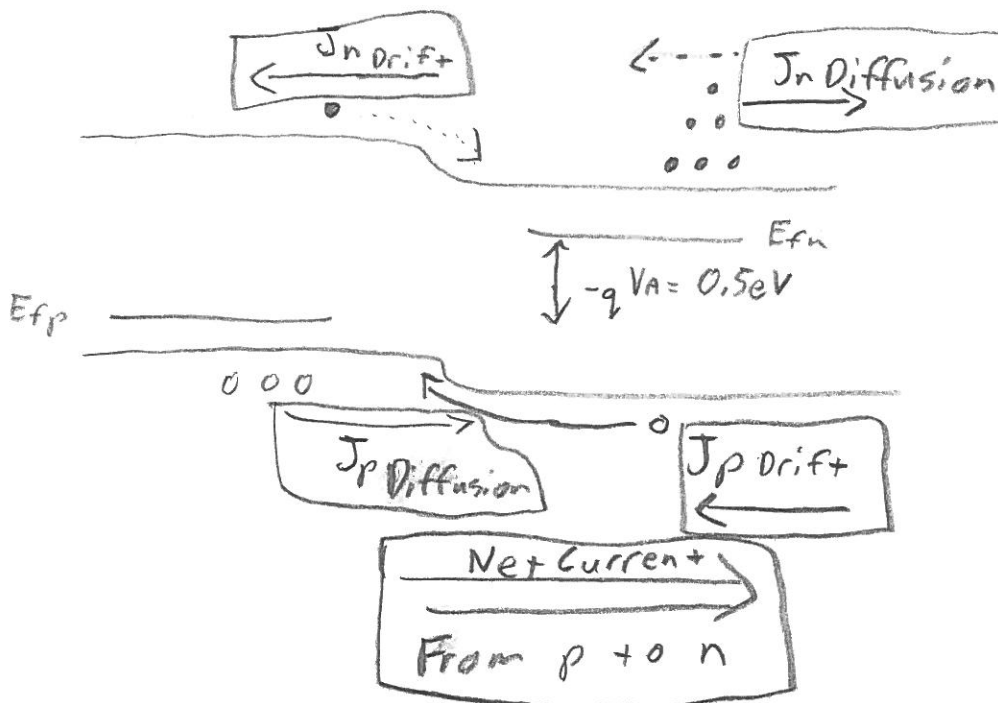 Jn Drift
Jn Diffusion
Efn
-q VA = 0.5eV
Efp
Jp Diffusion
Jp Drift
Net Current
From p to n